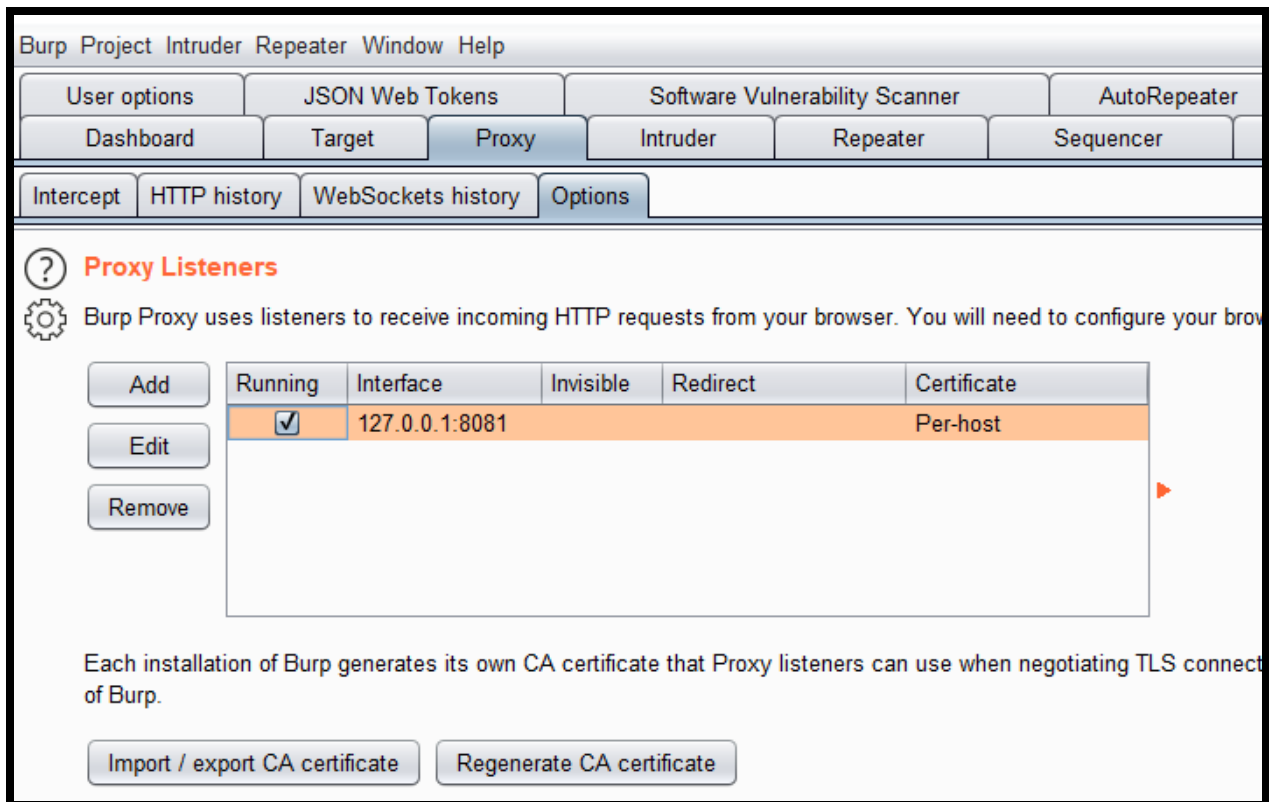 Burp Project Intruder Repeater Window Help
User options JSON Web Tokens Software Vulnerability Scanner AutoRepeater
Dashboard Target Proxy Intruder Repeater Sequencer
Intercept HTTP history WebSockets history Options
? Proxy Listeners
Burp Proxy uses listeners to receive incoming HTTP requests from your browser. You will need to configure your brow
Add Running Interface Invisible Redirect Certificate
127.0.0.1:8081 Per-host
Edit
Remove
Each installation of Burp generates its own CA certificate that Proxy listeners can use when negotiating TLS connect
of Burp.
Import / export CA certificate Regenerate CA certificate